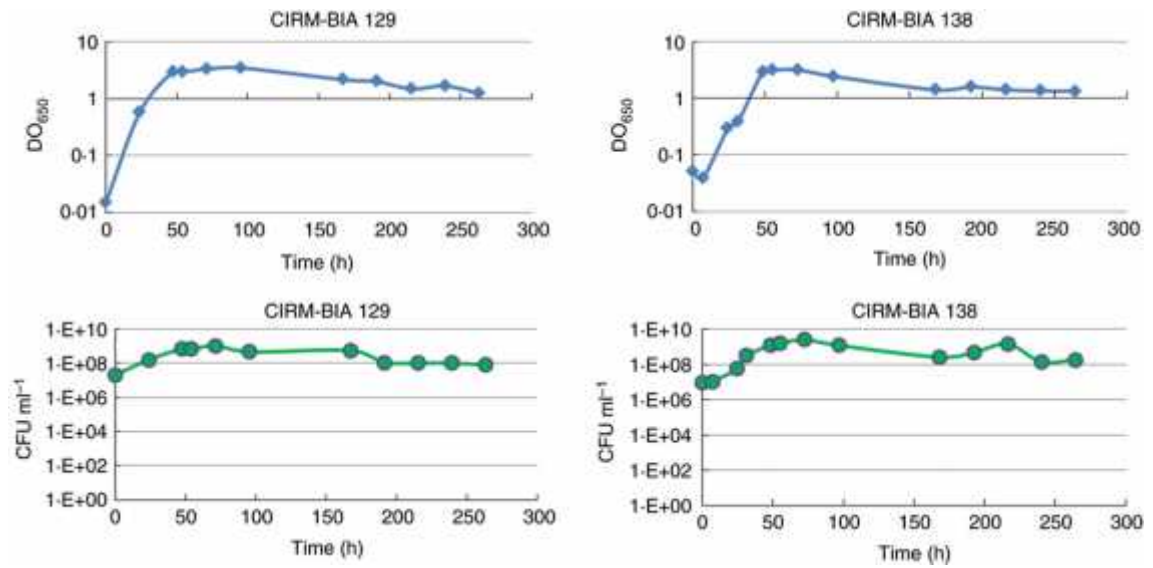 CIRM-BIA 129
10
1
0·1
0·01
DO650
0 50 100 150 200 250 300
Time (h)
CIRM-BIA 138
10
1
0·1
0·01
DO650
0 50 100 150 200 250 300
Time (h)
CIRM-BIA 129
1·E+10
1·E+08
1·E+06
1·E+04
1·E+02
1·E+00
CFU ml⁻¹
0 50 100 150 200 250 300
Time (h)
CIRM-BIA 138
1·E+10
1·E+08
1·E+06
1·E+04
1·E+02
1·E+00
CFU ml⁻¹
0 50 100 150 200 250 300
Time (h)